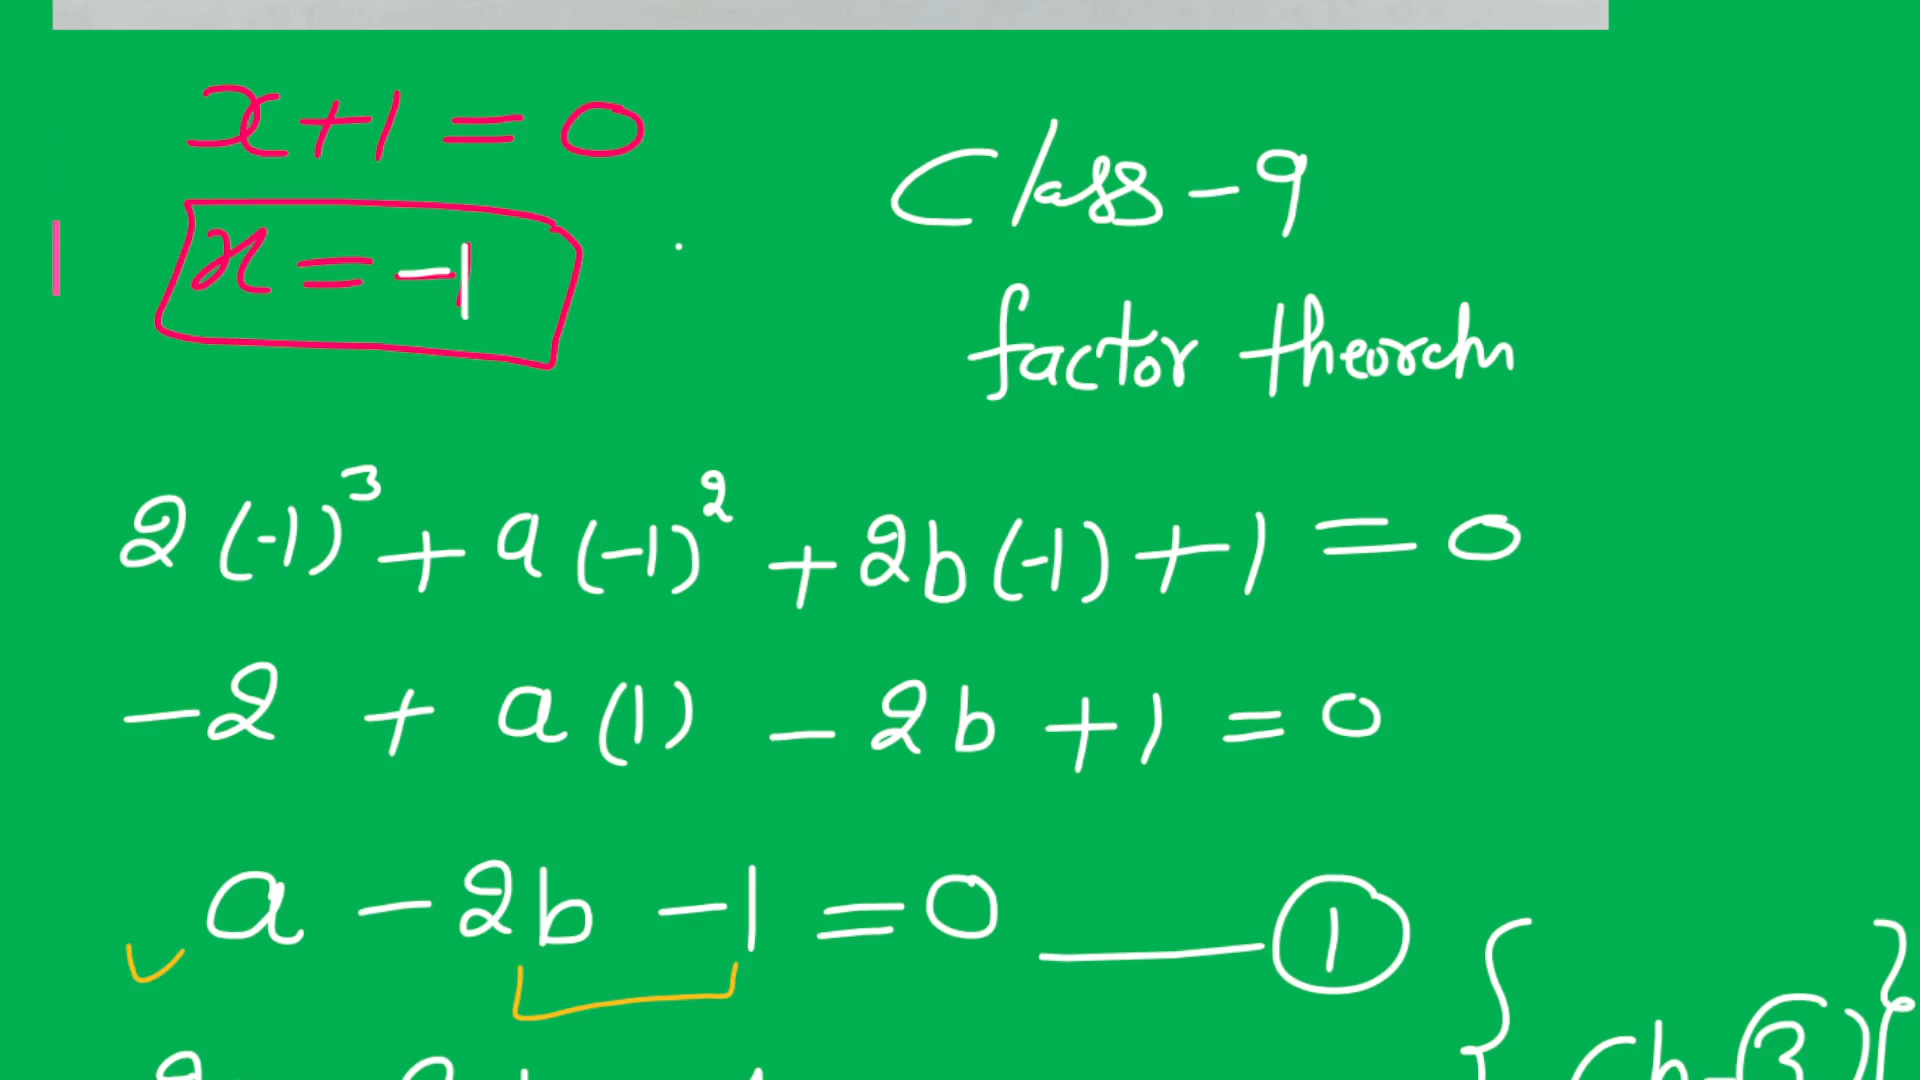 x+1=0
x=-1
Class-9
factor theorem
2(-1)³+a(-1)²+2b(-1)+1=0
-2+a(1)-2b+1=0
a-2b-1=0 — ①